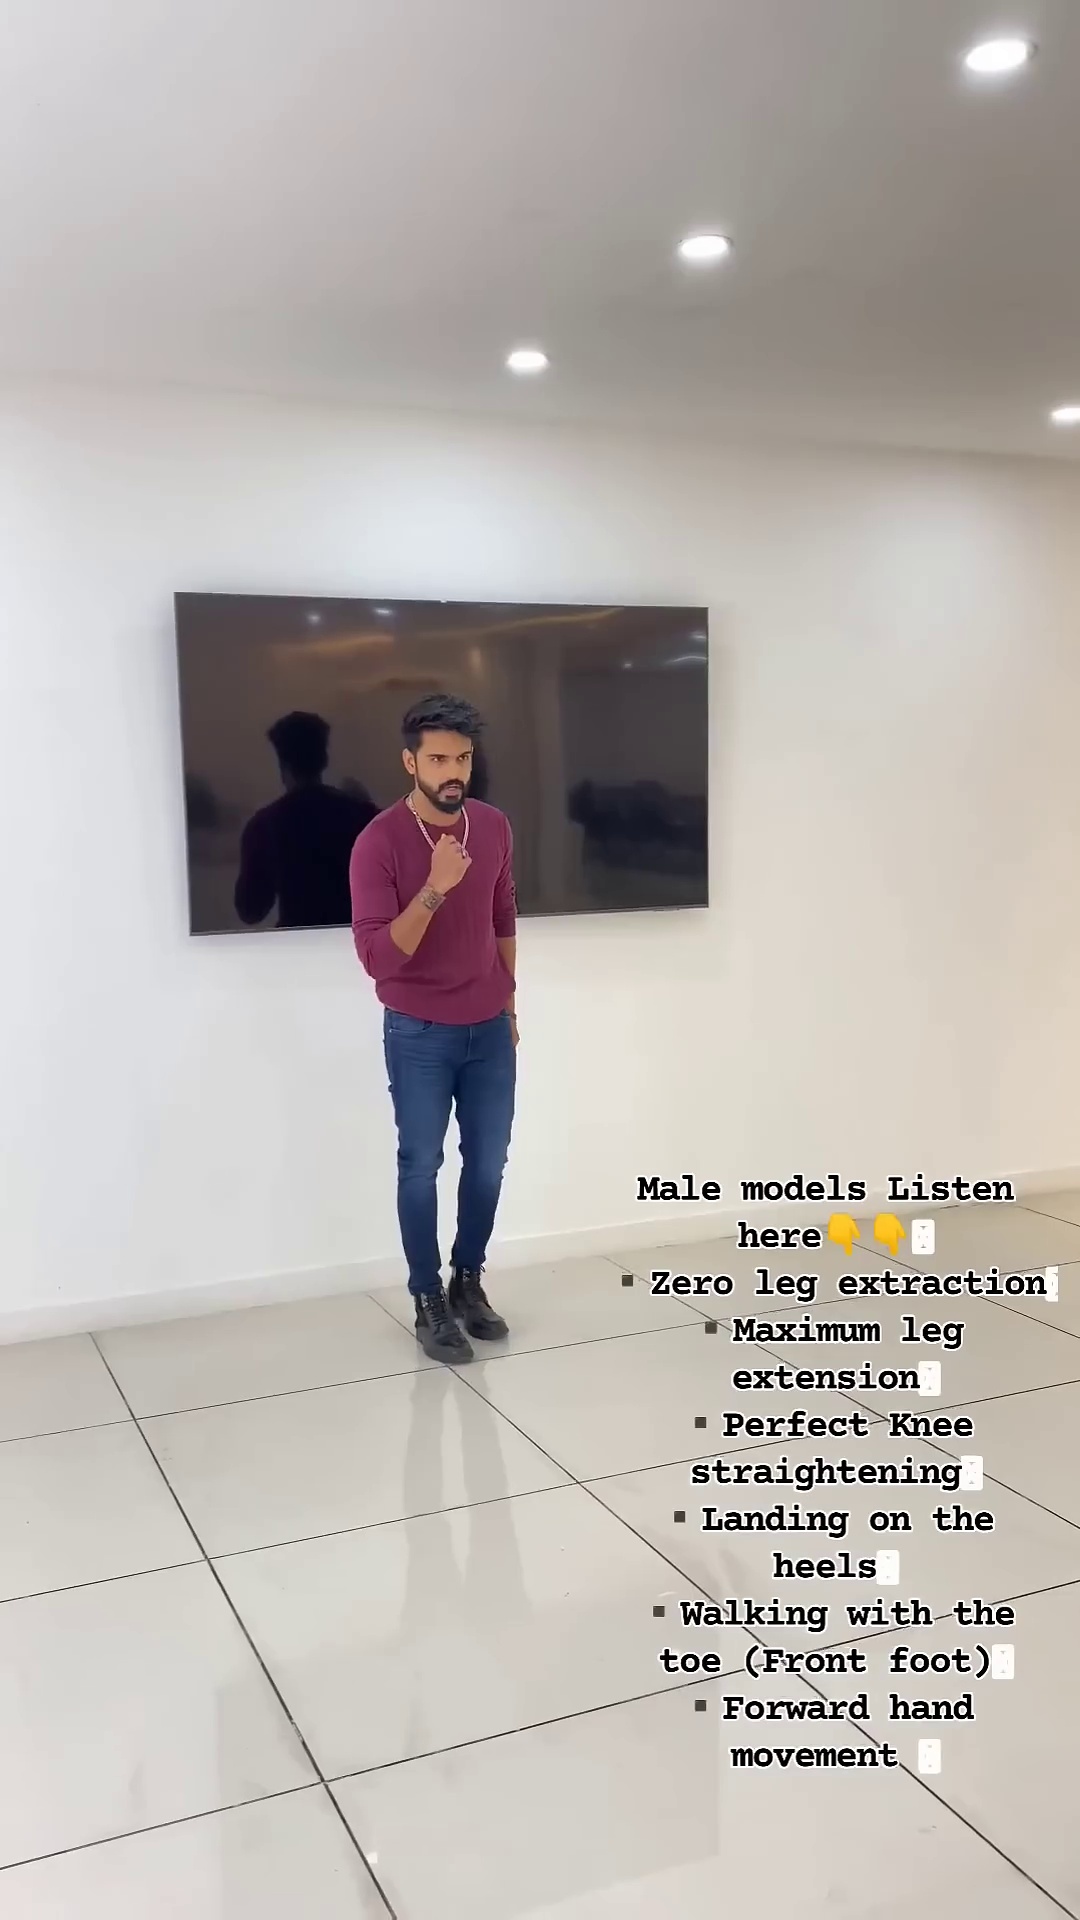 Male models Listen
here👇👇
▪️Zero leg extraction
▪️Maximum leg
extension
▪️Perfect Knee
straightening
▪️Landing on the
heels
▪️Walking with the
toe (Front foot)
▪️Forward hand
movement